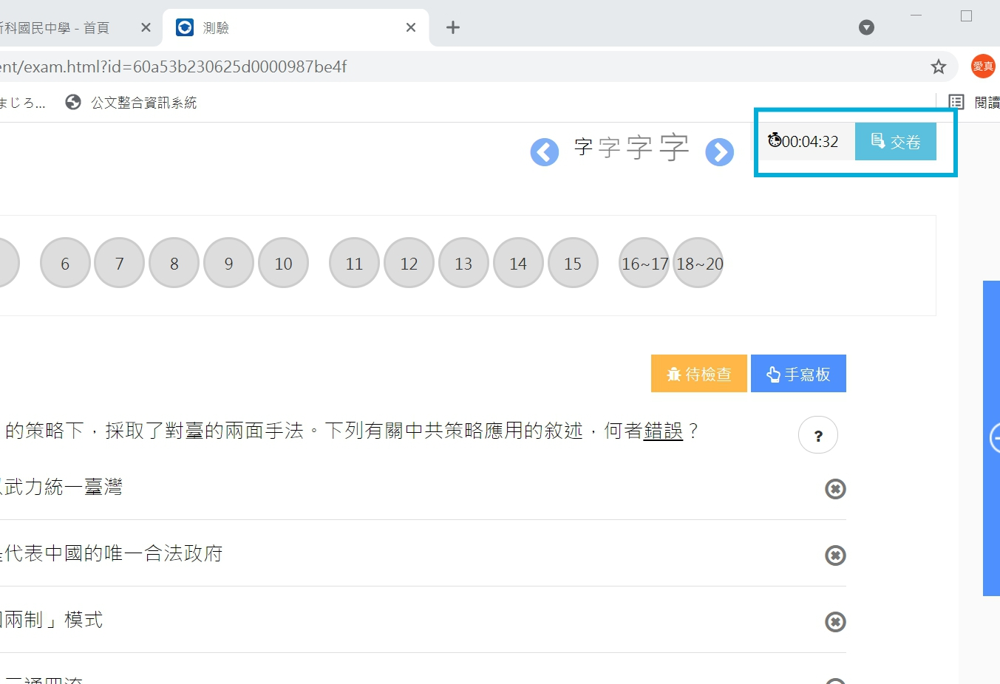 科國民中學 - 首頁
測驗
ent/exam.html?id=60a53b230625d0000987be4f
愛真
まじろ...
公文整合資訊系統
閱讀
字 字 字 字
00:04:32
交卷
6 7 8 9 10 11 12 13 14 15 16~17 18~20
待檢查
手寫板
的策略下，採取了對臺的兩面手法。下列有關中共策略應用的敘述，何者錯誤？
?
武力統一臺灣
代表中國的唯一合法政府
兩制」模式